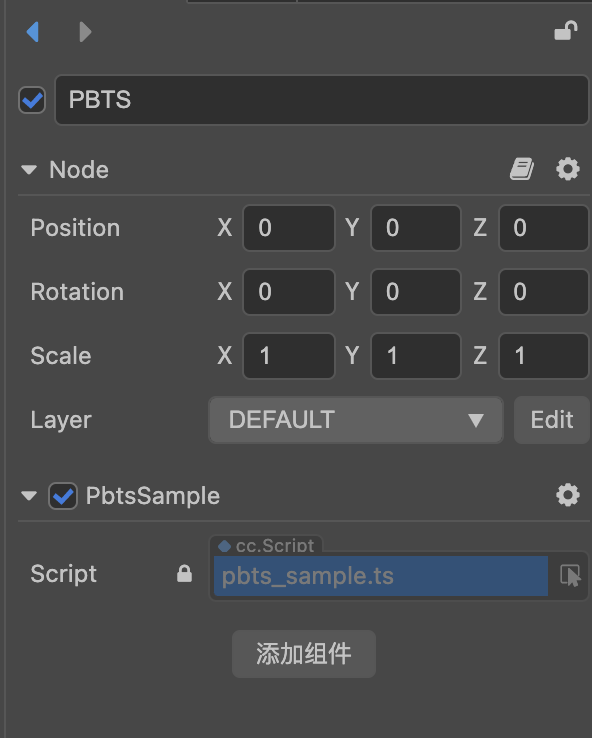 PBTS
Node
Position X 0 Y 0 Z 0
Rotation X 0 Y 0 Z 0
Scale X 1 Y 1 Z 1
Layer DEFAULT Edit
PbtsSample
cc.Script
Script pbts_sample.ts
添加组件